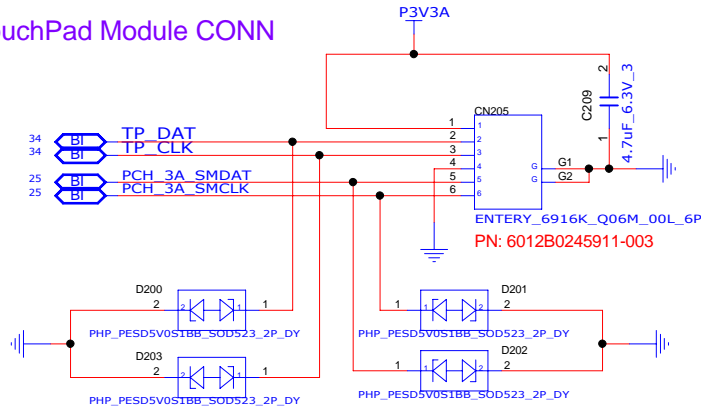 P3V3A
uchPad Module CONN
2
C209
4.7uF_6.3V_3
1
CN205
34 BI TP_DAT
34 BI TP_CLK
25 BI PCH_3A_SMDAT
25 BI PCH_3A_SMCLK
1 1
2 2
3 3
4 4
5 5
6 6
G G1
G G2
ENTERY_6916K_Q06M_00L_6P
PN: 6012B0245911-003
D200
2 2 1 1
PHP_PESD5V0S1BB_SOD523_2P_DY
D201
1 1 2 2
PHP_PESD5V0S1BB_SOD523_2P_DY
D203
2 2 1 1
PHP_PESD5V0S1BB_SOD523_2P_DY
D202
1 1 2 2
PHP_PESD5V0S1BB_SOD523_2P_DY